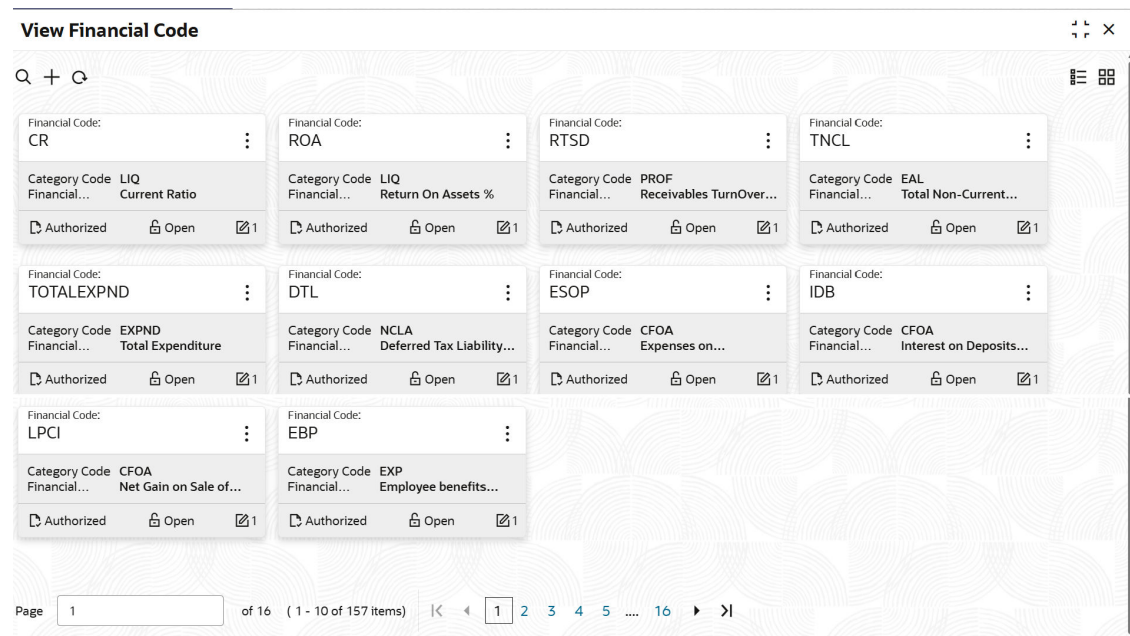 View Financial Code
Financial Code:
CR
Category Code LIQ
Financial... Current Ratio
Authorized Open 1
Financial Code:
ROA
Category Code LIQ
Financial... Return On Assets %
Authorized Open 1
Financial Code:
RTSD
Category Code PROF
Financial... Receivables TurnOver...
Authorized Open 1
Financial Code:
TNCL
Category Code EAL
Financial... Total Non-Current...
Authorized Open 1
Financial Code:
TOTALEXPND
Category Code EXPND
Financial... Total Expenditure
Authorized Open 1
Financial Code:
DTL
Category Code NCLA
Financial... Deferred Tax Liability...
Authorized Open 1
Financial Code:
ESOP
Category Code CFOA
Financial... Expenses on...
Authorized Open 1
Financial Code:
IDB
Category Code CFOA
Financial... Interest on Deposits...
Authorized Open 1
Financial Code:
LPCI
Category Code CFOA
Financial... Net Gain on Sale of...
Authorized Open 1
Financial Code:
EBP
Category Code EXP
Financial... Employee benefits...
Authorized Open 1
Page 1 of 16 ( 1 - 10 of 157 items) 1 2 3 4 5 .... 16